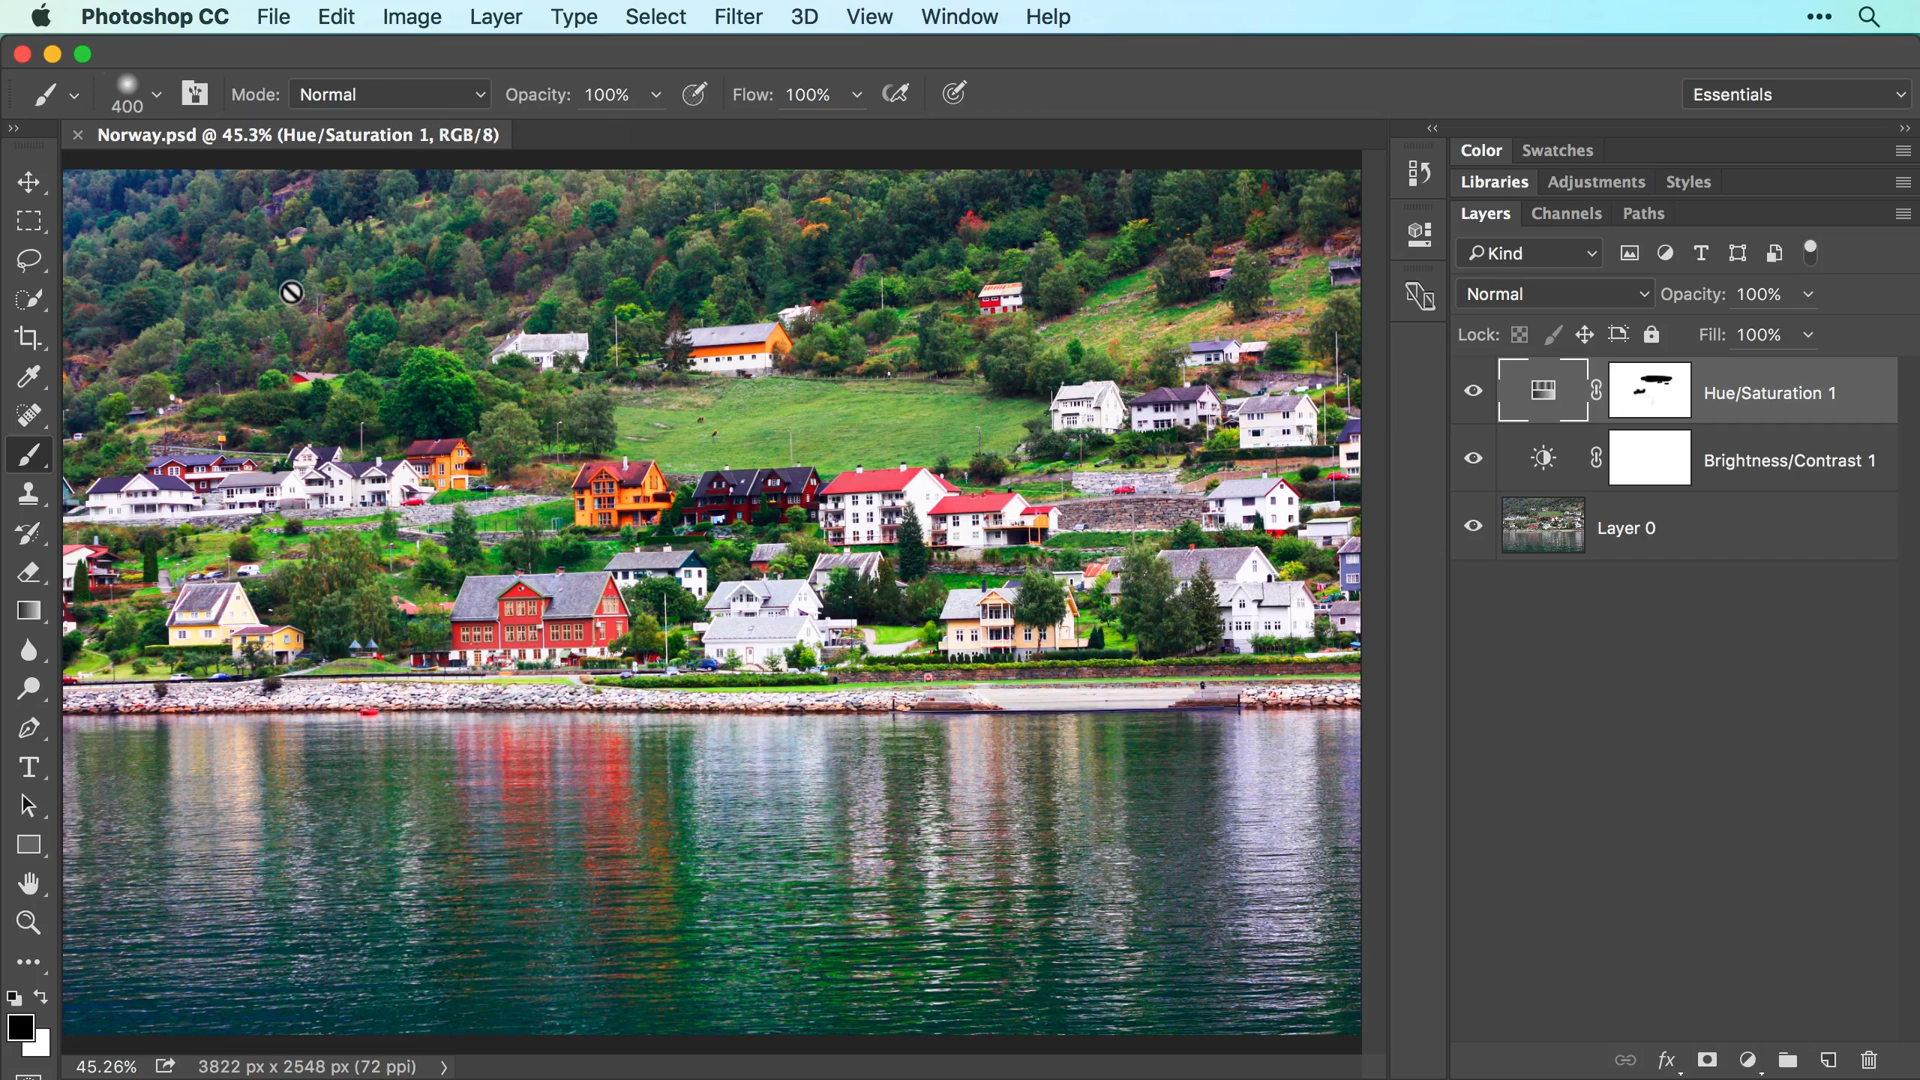 Photoshop CC File Edit Image Layer Type Select Filter 3D View Window Help
400 Mode: Normal Opacity: 100% Flow: 100% Essentials
Norway.psd @ 45.3% (Hue/Saturation 1, RGB/8)
Color Swatches
Libraries Adjustments Styles
Layers Channels Paths
Kind
Normal Opacity: 100%
Lock: Fill: 100%
Hue/Saturation 1
Brightness/Contrast 1
Layer 0
fx
45.26% 3822 px x 2548 px (72 ppi)